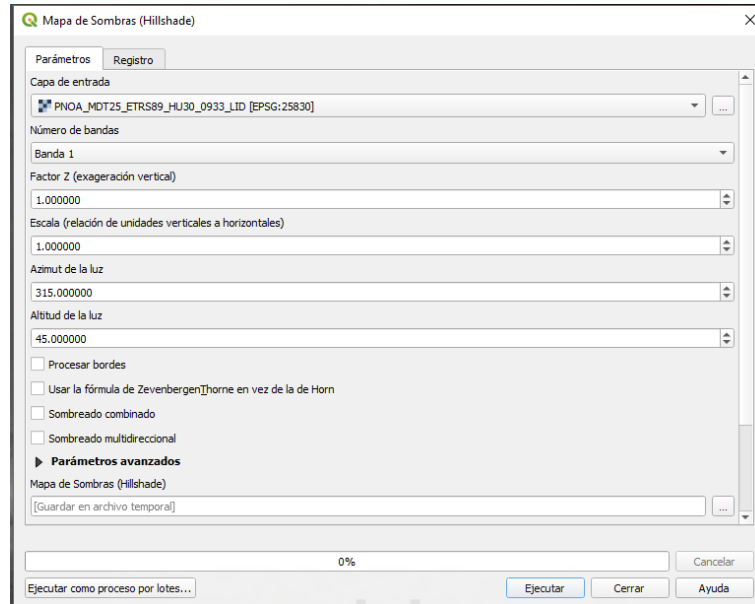 Mapa de Sombras (Hillshade)
Parámetros Registro
Capa de entrada
PNOA_MDT25_ETRS89_HU30_0933_LID [EPSG:25830]
...
Número de bandas
Banda 1
Factor Z (exageración vertical)
1.000000
Escala (relación de unidades verticales a horizontales)
1.000000
Azimut de la luz
315.000000
Altitud de la luz
45.000000
Procesar bordes
Usar la fórmula de ZevenbergenThorne en vez de la de Horn
Sombreado combinado
Sombreado multidireccional
Parámetros avanzados
Mapa de Sombras (Hillshade)
[Guardar en archivo temporal]
...
0% Cancelar
Ejecutar como proceso por lotes... Ejecutar Cerrar Ayuda